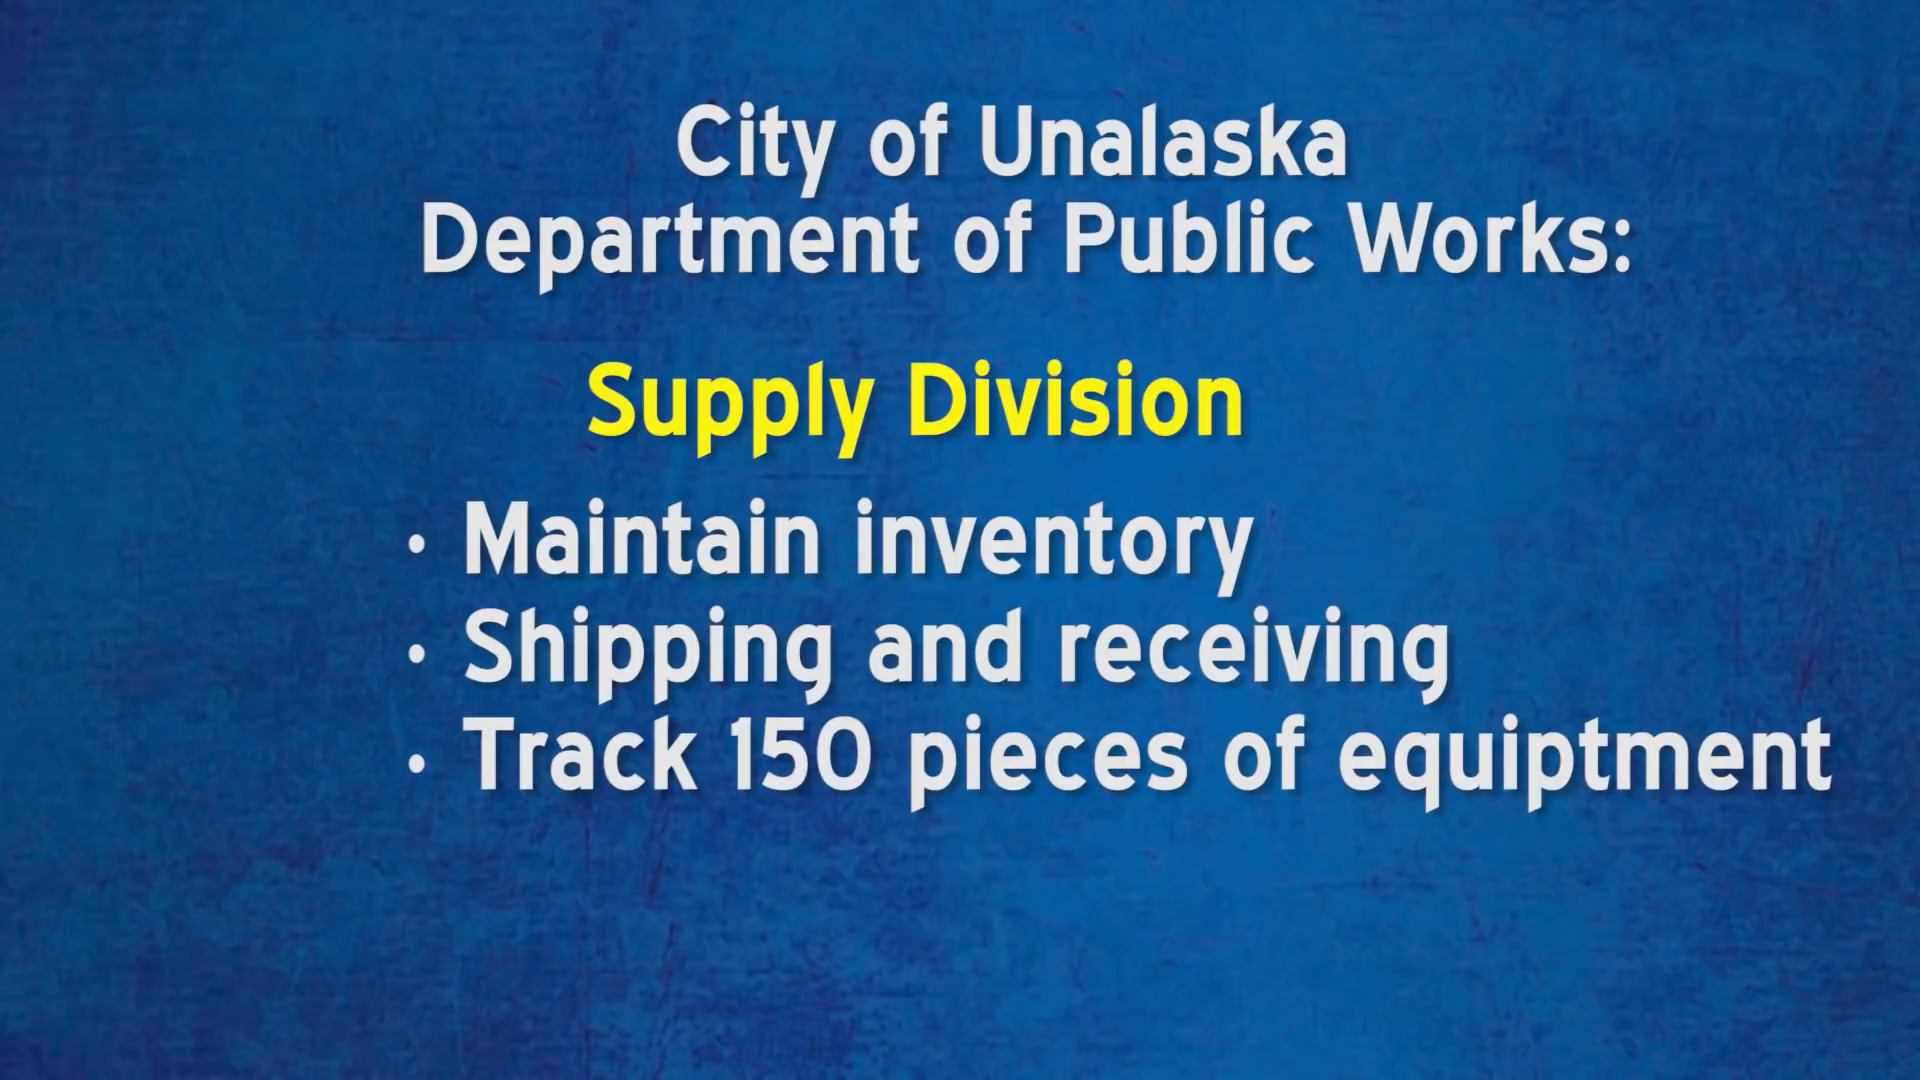 City of Unalaska
Department of Public Works:
Supply Division
• Maintain inventory
• Shipping and receiving
• Track 150 pieces of equiptment